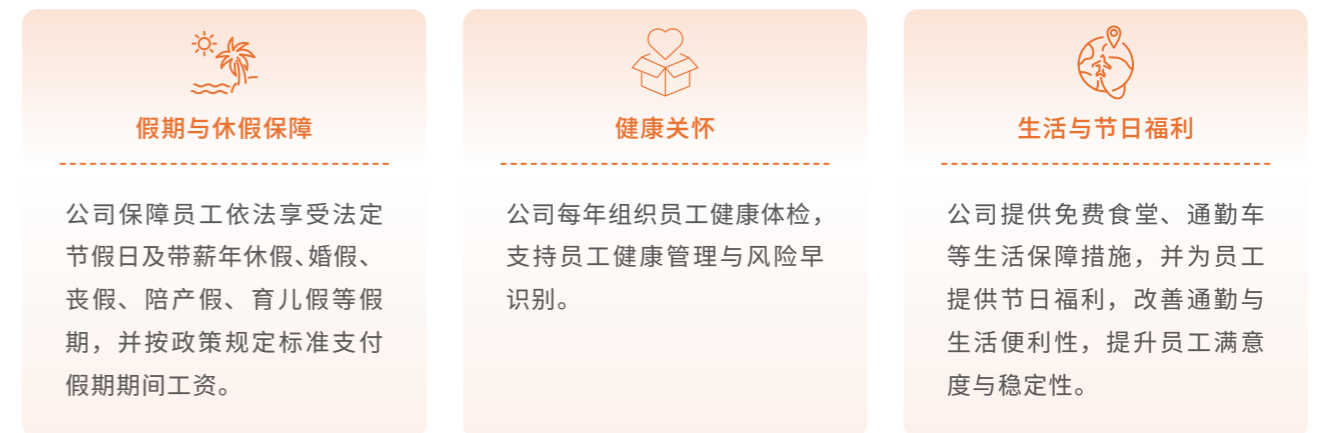 假期与休假保障
公司保障员工依法享受法定
节假日及带薪年休假、婚假、
丧假、陪产假、育儿假等假
期，并按政策规定标准支付
假期期间工资。
健康关怀
公司每年组织员工健康体检，
支持员工健康管理与风险早
识别。
生活与节日福利
公司提供免费食堂、通勤车
等生活保障措施，并为员工
提供节日福利，改善通勤与
生活便利性，提升员工满意
度与稳定性。